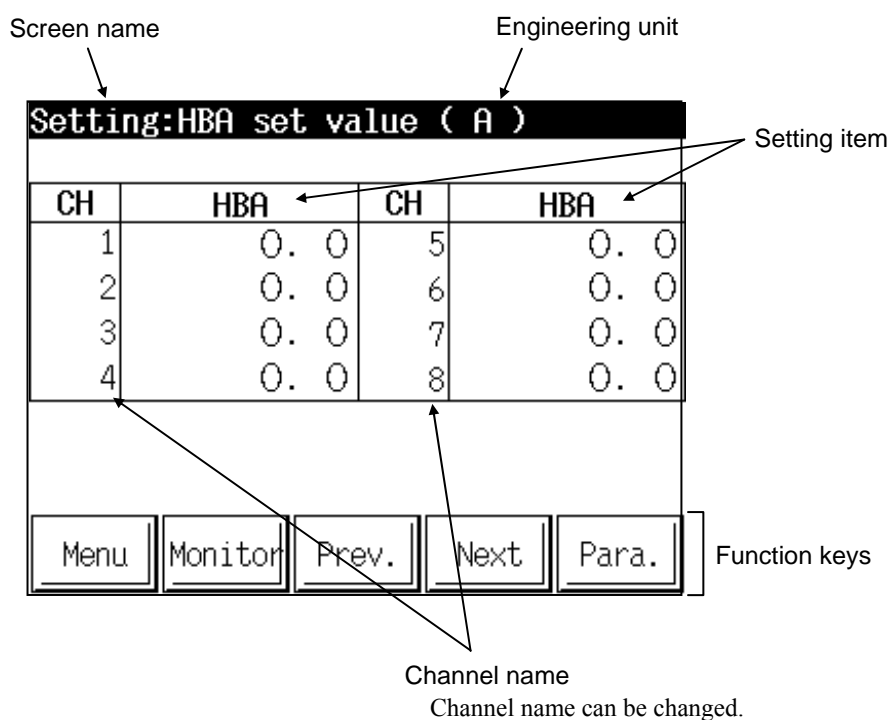 Screen name
Engineering unit
Setting:HBA set value ( A )
Setting item
CH HBA CH HBA
1 0. 0 5 0. 0
2 0. 0 6 0. 0
3 0. 0 7 0. 0
4 0. 0 8 0. 0
Menu Monitor Prev. Next Para.
Function keys
Channel name
Channel name can be changed.